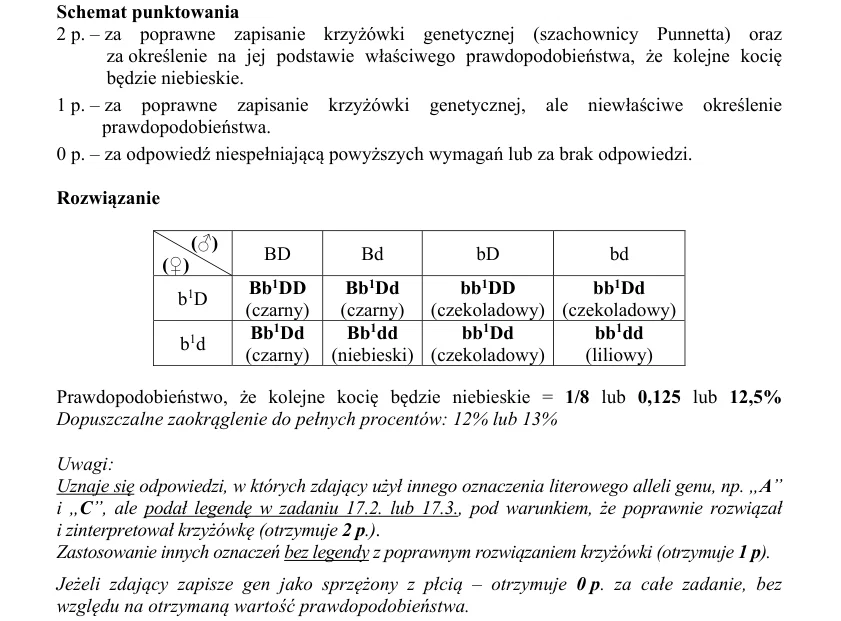 Schemat punktowania
2 p. – za poprawne zapisanie krzyżówki genetycznej (szachownicy Punnetta) oraz
za określenie na jej podstawie właściwego prawdopodobieństwa, że kolejne kocię
będzie niebieskie.
1 p. – za poprawne zapisanie krzyżówki genetycznej, ale niewłaściwe określenie
prawdopodobieństwa.
0 p. – za odpowiedź niespełniającą powyższych wymagań lub za brak odpowiedzi.
Rozwiązanie
(♂) (♀) BD Bd bD bd
b¹D Bb¹DD Bb¹Dd bb¹DD bb¹Dd
(czarny) (czarny) (czekoladowy) (czekoladowy)
b¹d Bb¹Dd Bb¹dd bb¹Dd bb¹dd
(czarny) (niebieski) (czekoladowy) (liliowy)
Prawdopodobieństwo, że kolejne kocię będzie niebieskie = 1/8 lub 0,125 lub 12,5%
Dopuszczalne zaokrąglenie do pełnych procentów: 12% lub 13%
Uwagi:
Uznaje się odpowiedzi, w których zdający użył innego oznaczenia literowego alleli genu, np. „A”
i „C”, ale podał legendę w zadaniu 17.2. lub 17.3., pod warunkiem, że poprawnie rozwiązał
i zinterpretował krzyżówkę (otrzymuje 2 p.).
Zastosowanie innych oznaczeń bez legendy z poprawnym rozwiązaniem krzyżówki (otrzymuje 1 p).
Jeżeli zdający zapisze gen jako sprzężony z płcią – otrzymuje 0 p. za całe zadanie, bez
względu na otrzymaną wartość prawdopodobieństwa.